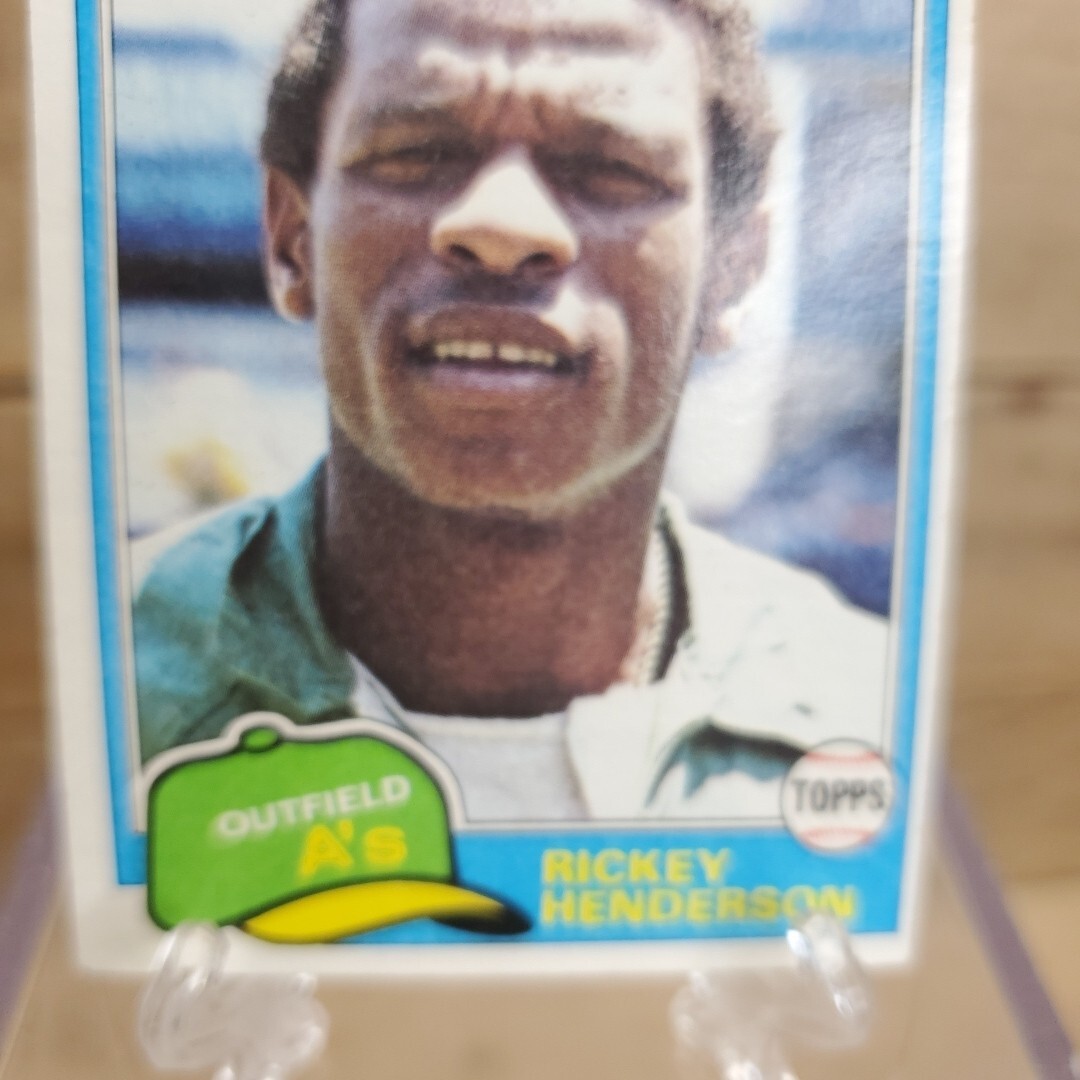 OUTFIELD
A's
TOPPS
RICKEY
HENDERSON